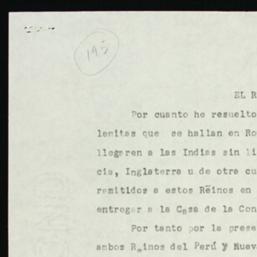 195
EL R
Por cuanto he resuelto
lemitas que se hallan en Ro
llegaren a las Indias sin li
cia, Inglaterra u de otra cu
remitidos a estos Reinos en
entregar a la Casa de la Con
Por tanto por la prese
ambos Reinos del Perú y Nueva